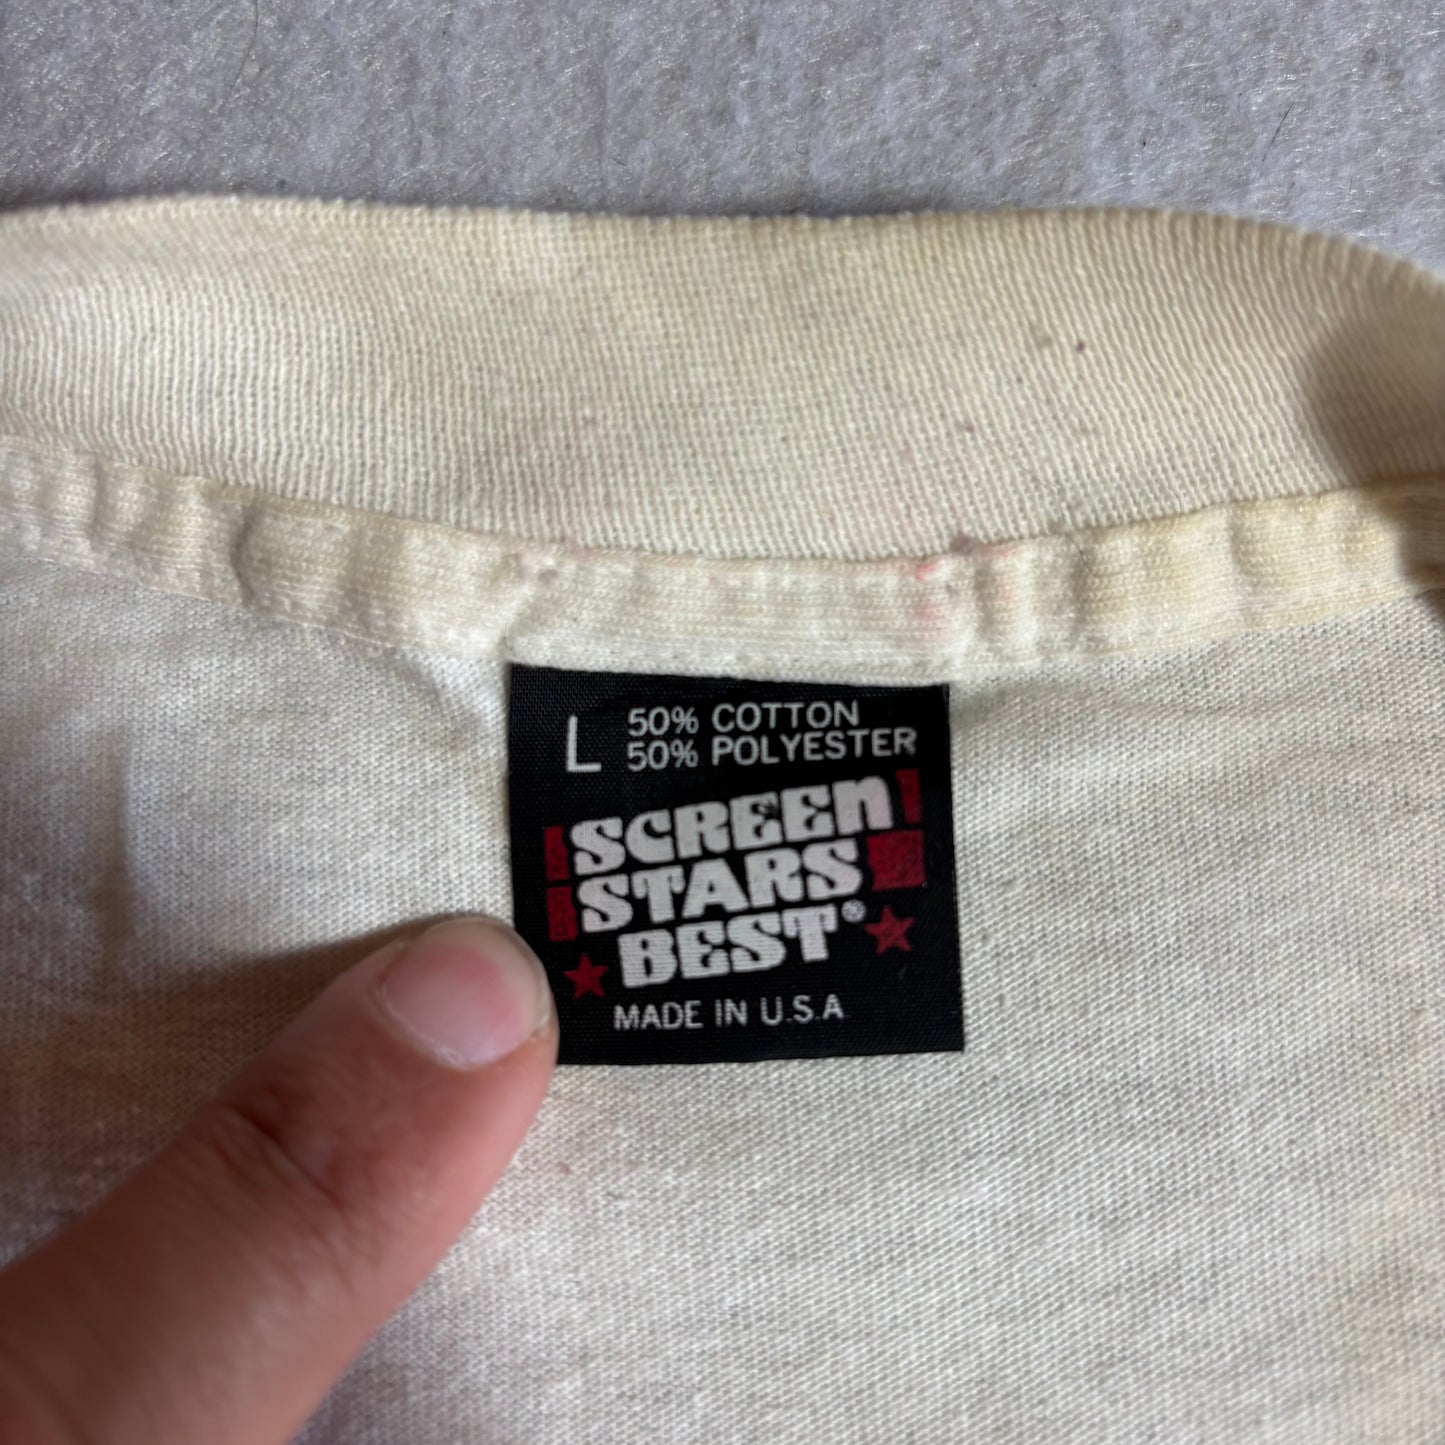 L 50% COTTON
50% POLYESTER
SCREEN
STARS
BEST®
MADE IN U.S.A